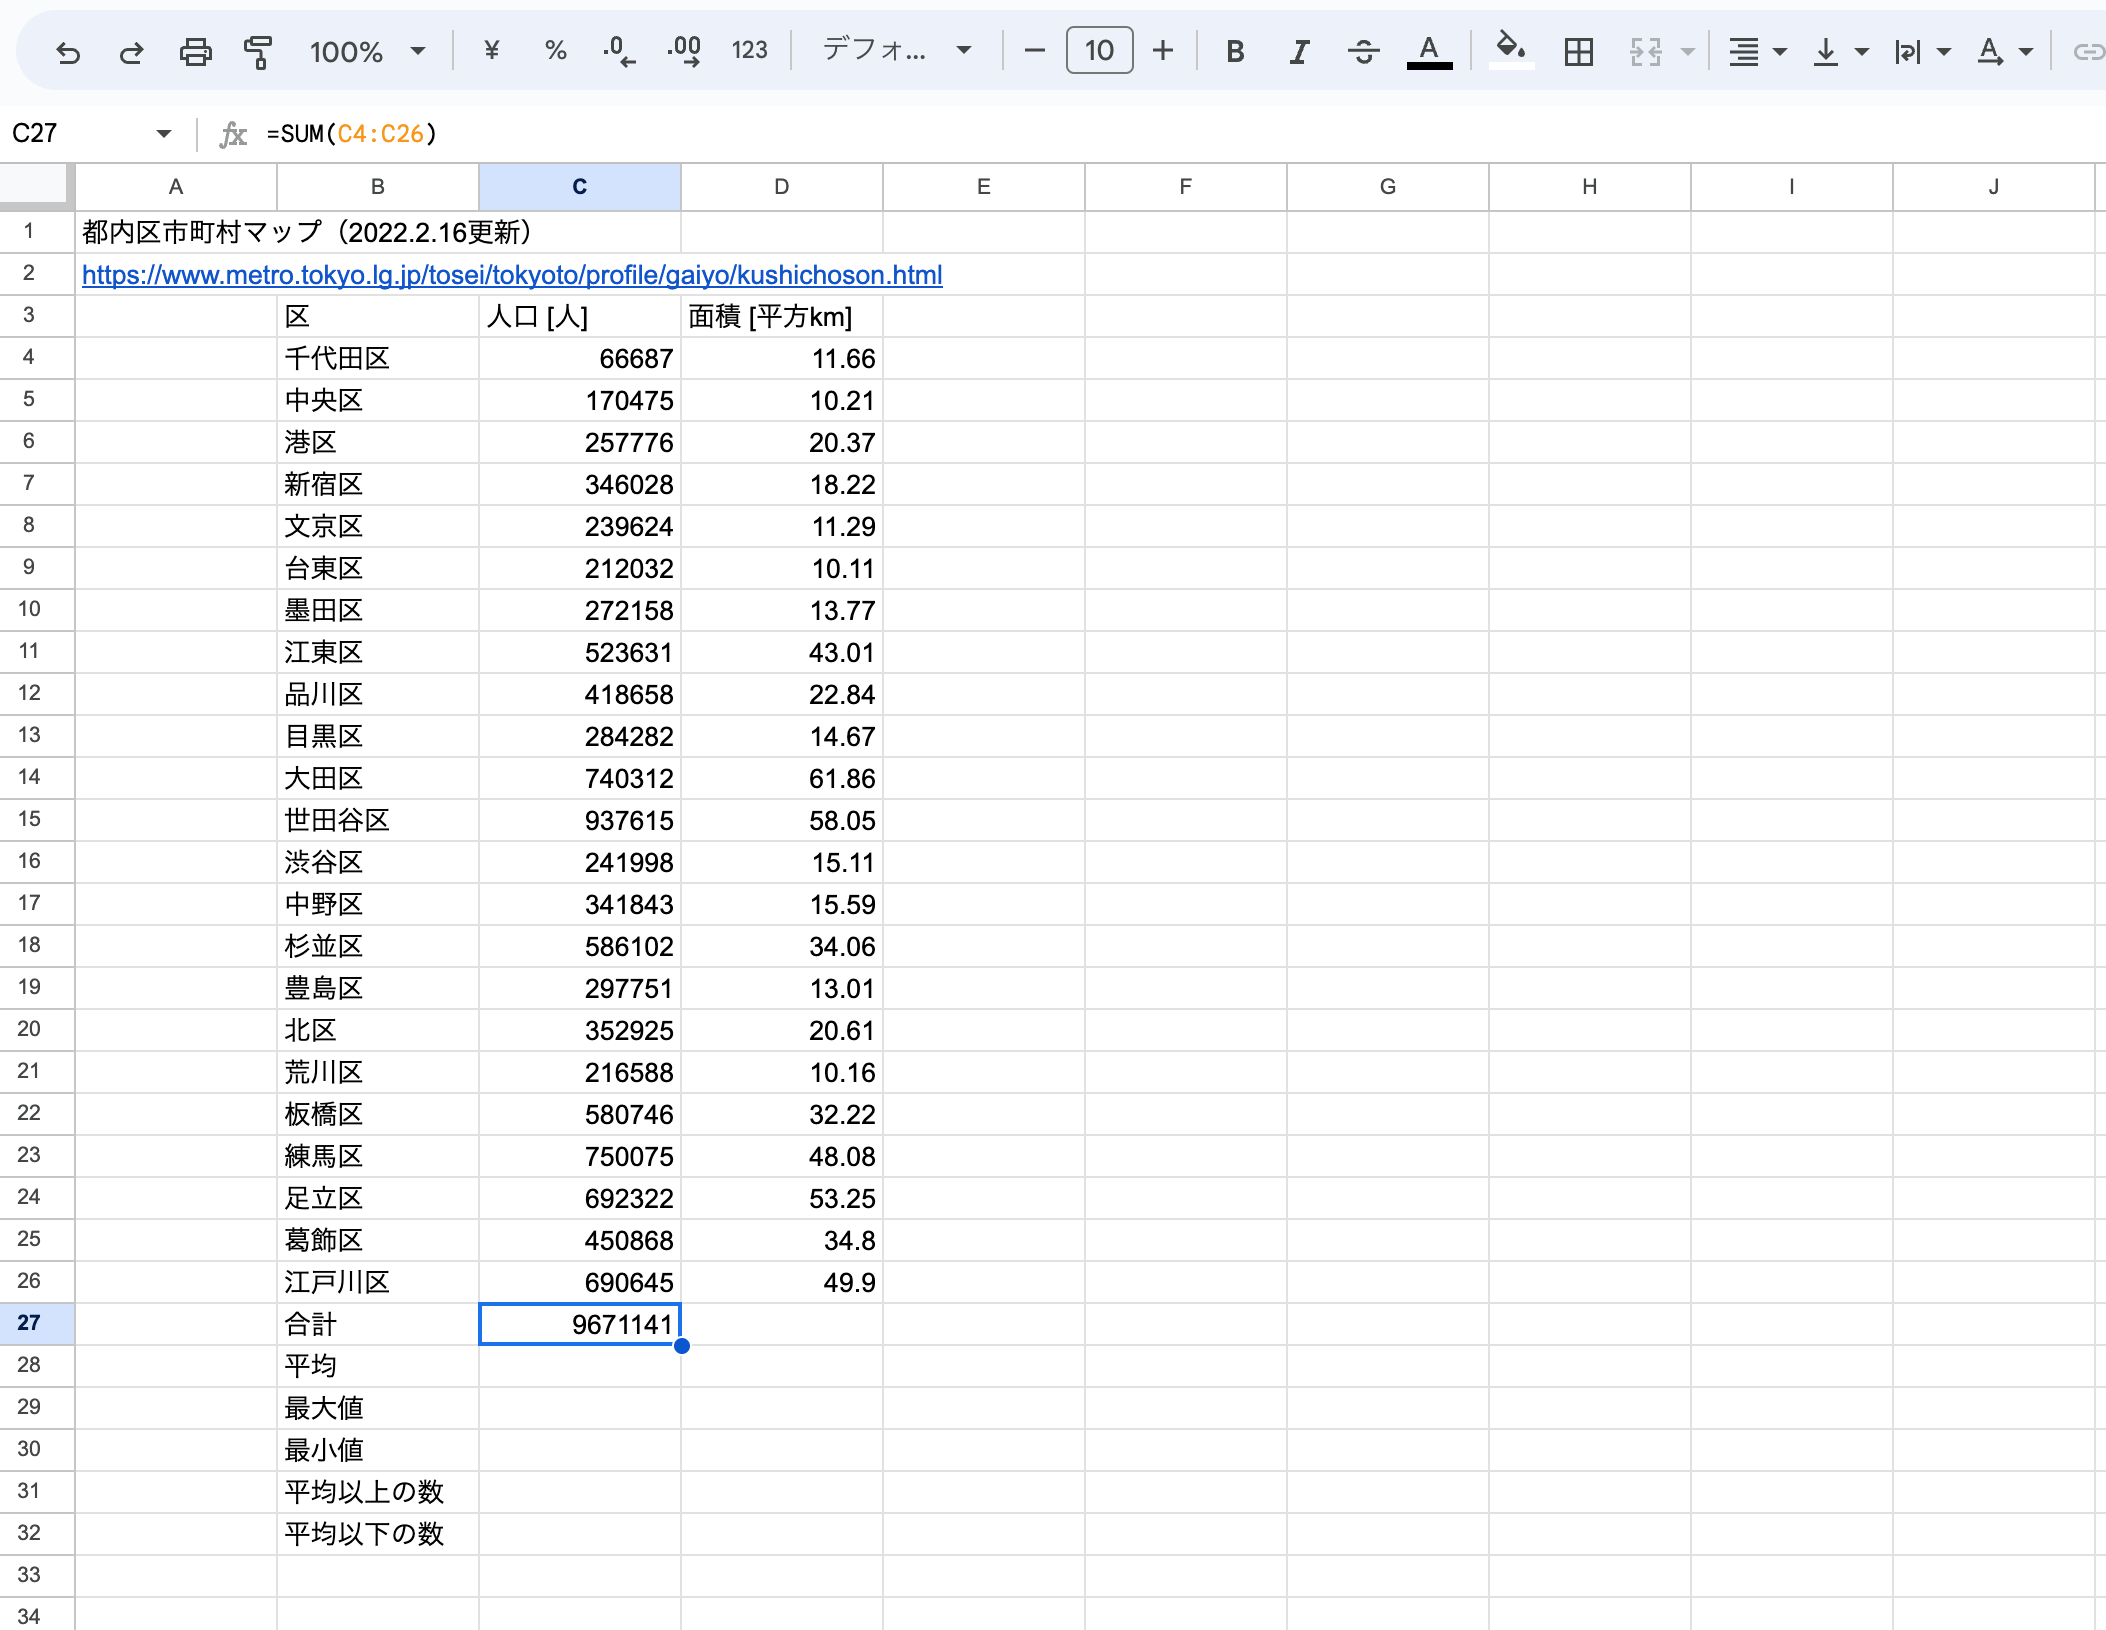 100% ¥ % .0 .00 123 デフォ... − 10 + B I S A A
C27 fx =SUM(C4:C26)
A B C D E F G H I J
1 都内区市町村マップ（2022.2.16更新）
2 https://www.metro.tokyo.lg.jp/tosei/tokyoto/profile/gaiyo/kushichoson.html
3 区 人口 [人] 面積 [平方km]
4 千代田区 66687 11.66
5 中央区 170475 10.21
6 港区 257776 20.37
7 新宿区 346028 18.22
8 文京区 239624 11.29
9 台東区 212032 10.11
10 墨田区 272158 13.77
11 江東区 523631 43.01
12 品川区 418658 22.84
13 目黒区 284282 14.67
14 大田区 740312 61.86
15 世田谷区 937615 58.05
16 渋谷区 241998 15.11
17 中野区 341843 15.59
18 杉並区 586102 34.06
19 豊島区 297751 13.01
20 北区 352925 20.61
21 荒川区 216588 10.16
22 板橋区 580746 32.22
23 練馬区 750075 48.08
24 足立区 692322 53.25
25 葛飾区 450868 34.8
26 江戸川区 690645 49.9
27 合計 9671141
28 平均
29 最大値
30 最小値
31 平均以上の数
32 平均以下の数
33
34